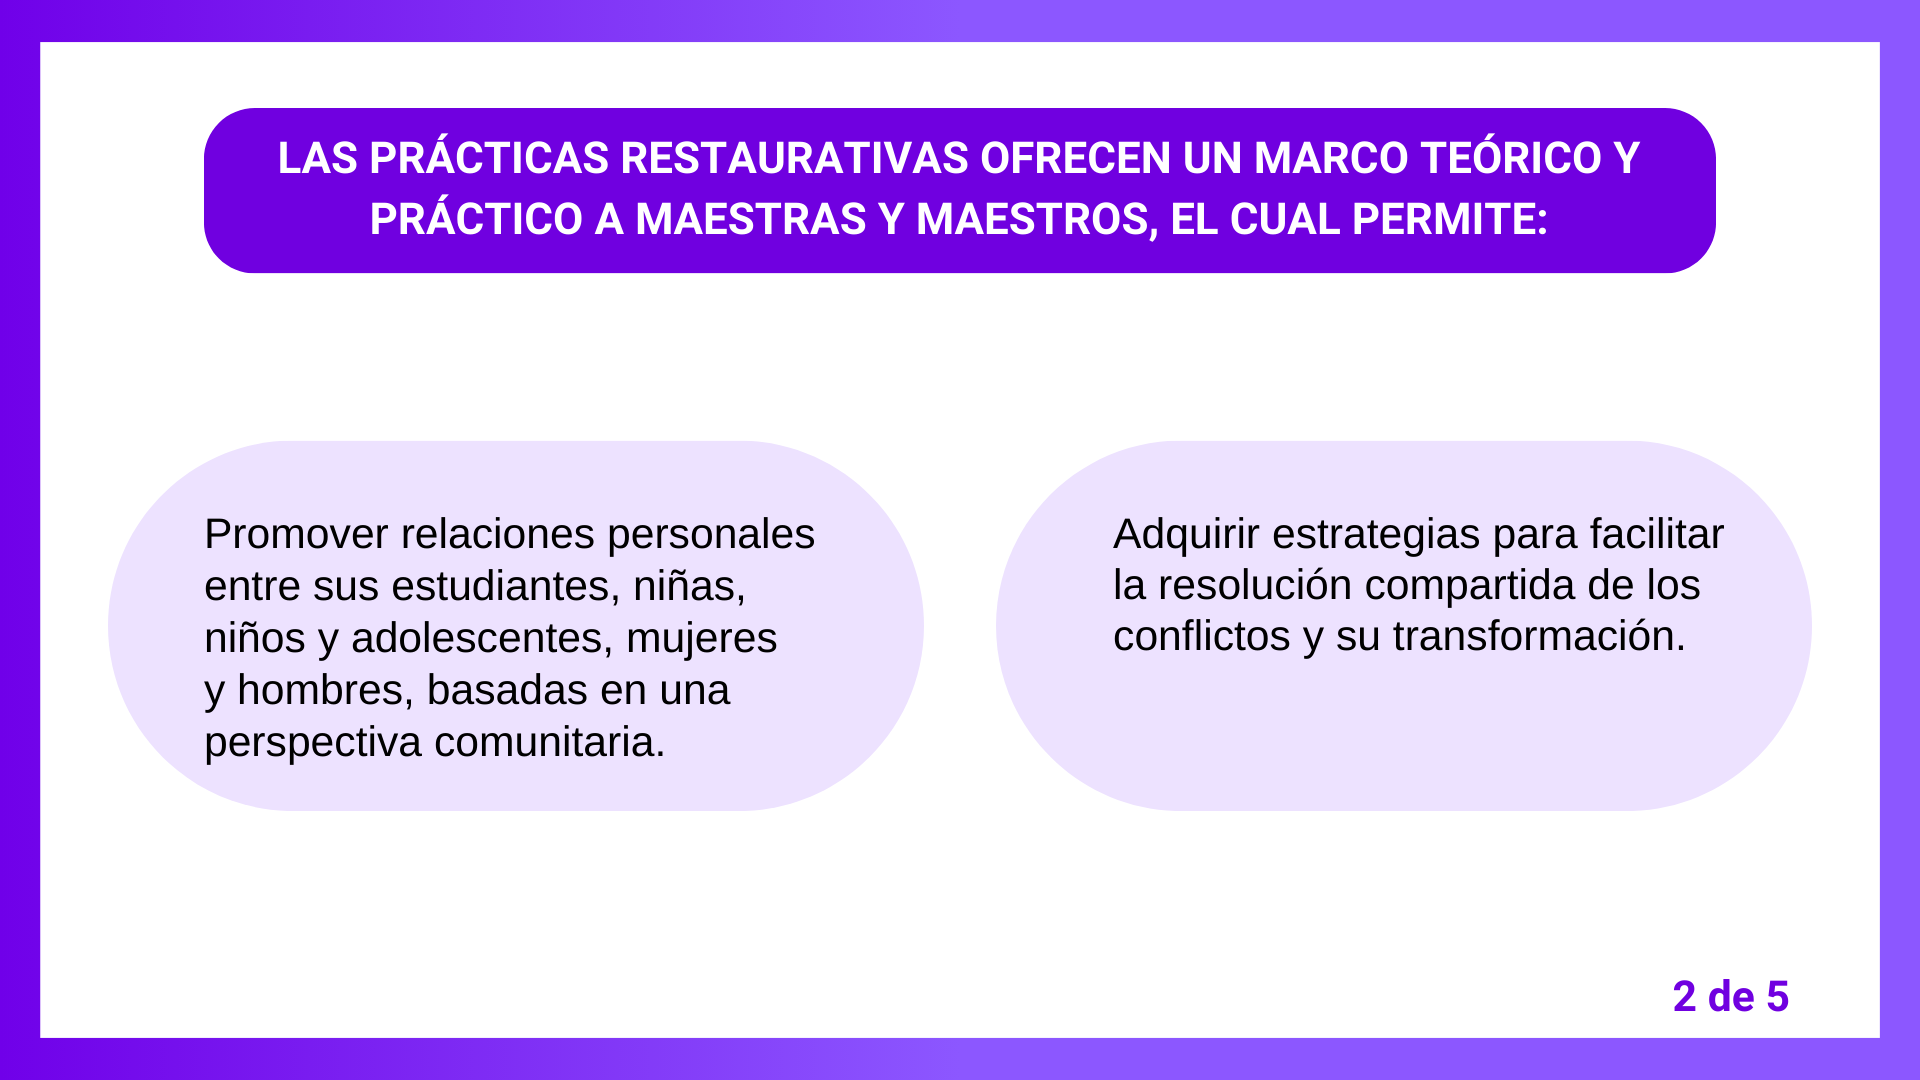 LAS PRÁCTICAS RESTAURATIVAS OFRECEN UN MARCO TEÓRICO Y
PRÁCTICO A MAESTRAS Y MAESTROS, EL CUAL PERMITE:
Promover relaciones personales
entre sus estudiantes, niñas,
niños y adolescentes, mujeres
y hombres, basadas en una
perspectiva comunitaria.
Adquirir estrategias para facilitar
la resolución compartida de los
conflictos y su transformación.
2 de 5